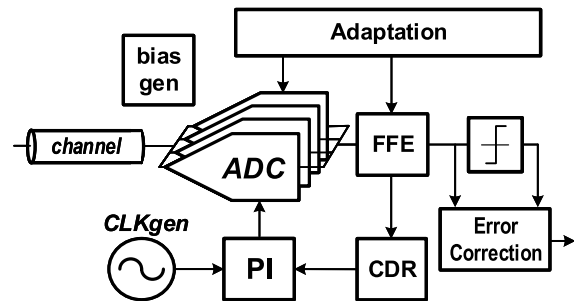 Adaptation
bias
gen
channel
ADC
FFE
CLKgen
PI
CDR
Error
Correction